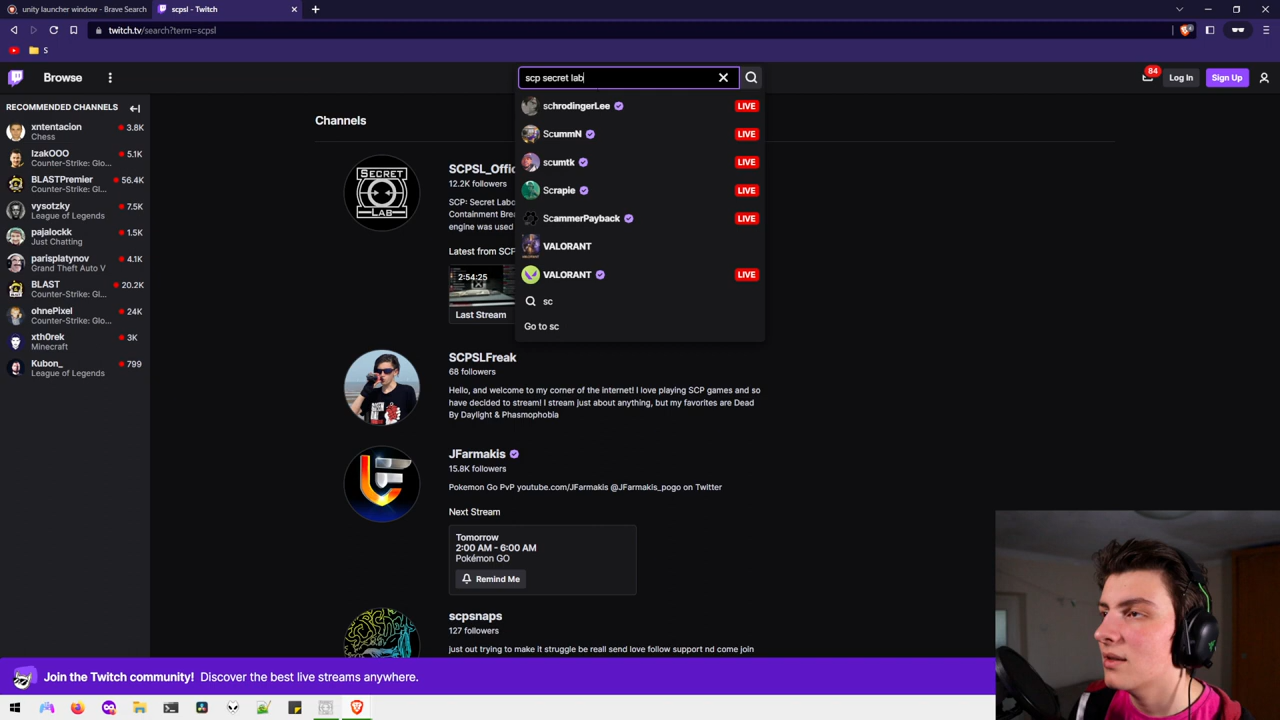 unity launcher window - Brave Search
scpsl - Twitch
twitch.tv/search?term=scpsl
S
Browse
scp secret lab
84
Log In
Sign Up
RECOMMENDED CHANNELS
xntentacion
Chess
3.8K
IzakOOO
Counter-Strike: Glo...
5.1K
BLASTPremier
Counter-Strike: Glo...
56.4K
vysotzky
League of Legends
7.5K
pajalockk
Just Chatting
1.5K
parisplatynov
Grand Theft Auto V
4.1K
BLAST
Counter-Strike: Glo...
20.2K
ohnePixel
Counter-Strike: Glo...
24K
xth0rek
Minecraft
3K
Kubon_
League of Legends
799
schrodingerLee
LIVE
ScummN
LIVE
scumtk
LIVE
Scrapie
LIVE
ScammerPayback
LIVE
VALORANT
VALORANT
LIVE
sc
Go to sc
Channels
SECRET
LAB
SCPSL_Offic
12.2K followers
SCP: Secret Labo
Containment Brea
engine was used
Latest from SCP
2:54:25
Last Stream
SCPSLFreak
68 followers
Hello, and welcome to my corner of the internet! I love playing SCP games and so
have decided to stream! I stream just about anything, but my favorites are Dead
By Daylight & Phasmophobia
JFarmakis
15.8K followers
Pokemon Go PvP youtube.com/JFarmakis @JFarmakis_pogo on Twitter
Next Stream
Tomorrow
2:00 AM - 6:00 AM
Pokémon GO
Remind Me
scpsnaps
127 followers
just out trying to make it struggle be reall send love follow support nd come join
Join the Twitch community! Discover the best live streams anywhere.